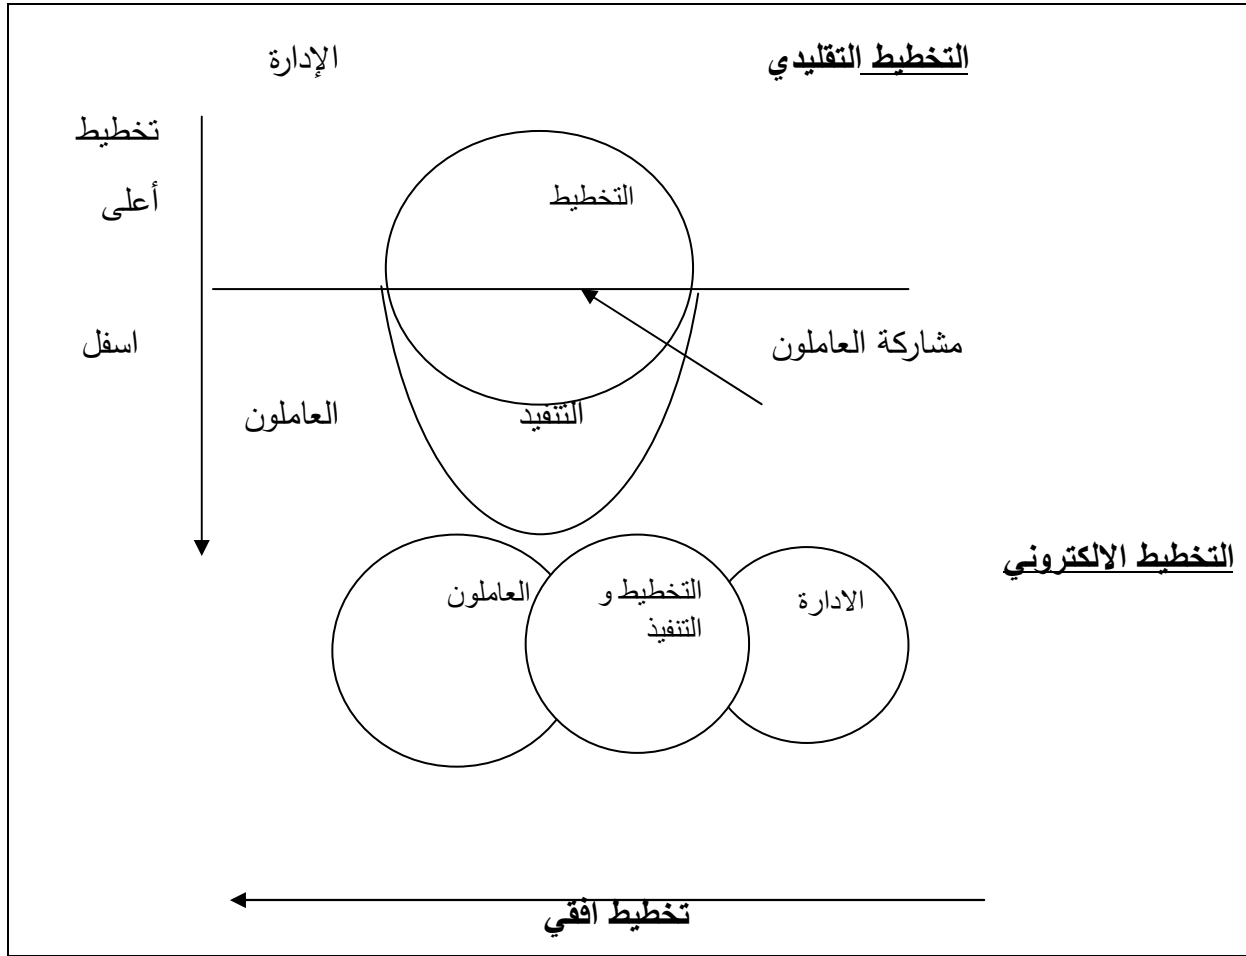 التخطيط التقليدي
الإدارة
تخطيط
أعلى
التخطيط
مشاركة العاملون
اسفل
التنفيد
العاملون
التخطيط الالكتروني
الادارة
التخطيط و
التنفيذ
العاملون
تخطيط افقي